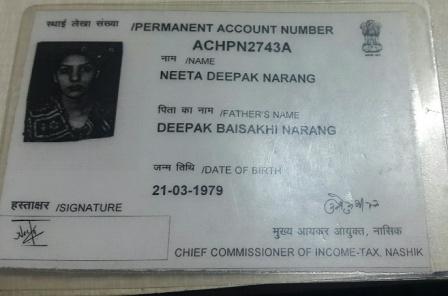 स्थाई लेखा संख्या /PERMANENT ACCOUNT NUMBER
ACHPN2743A
नाम /NAME
NEETA DEEPAK NARANG
पिता का नाम /FATHER'S NAME
DEEPAK BAISAKHI NARANG
जन्म तिथि /DATE OF BIRTH
21-03-1979
हस्ताक्षर /SIGNATURE
मुख्य आयकर आयुक्त, नासिक
CHIEF COMMISSIONER OF INCOME-TAX, NASHIK